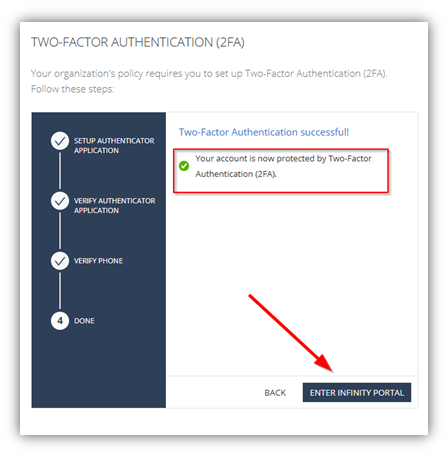 TWO-FACTOR AUTHENTICATION (2FA)
Your organization's policy requires you to set up Two-Factor Authentication (2FA).
Follow these steps:
SETUP AUTHENTICATOR
APPLICATION
VERIFY AUTHENTICATOR
APPLICATION
VERIFY PHONE
4 DONE
Two-Factor Authentication successful!
Your account is now protected by Two-Factor
Authentication (2FA).
BACK ENTER INFINITY PORTAL